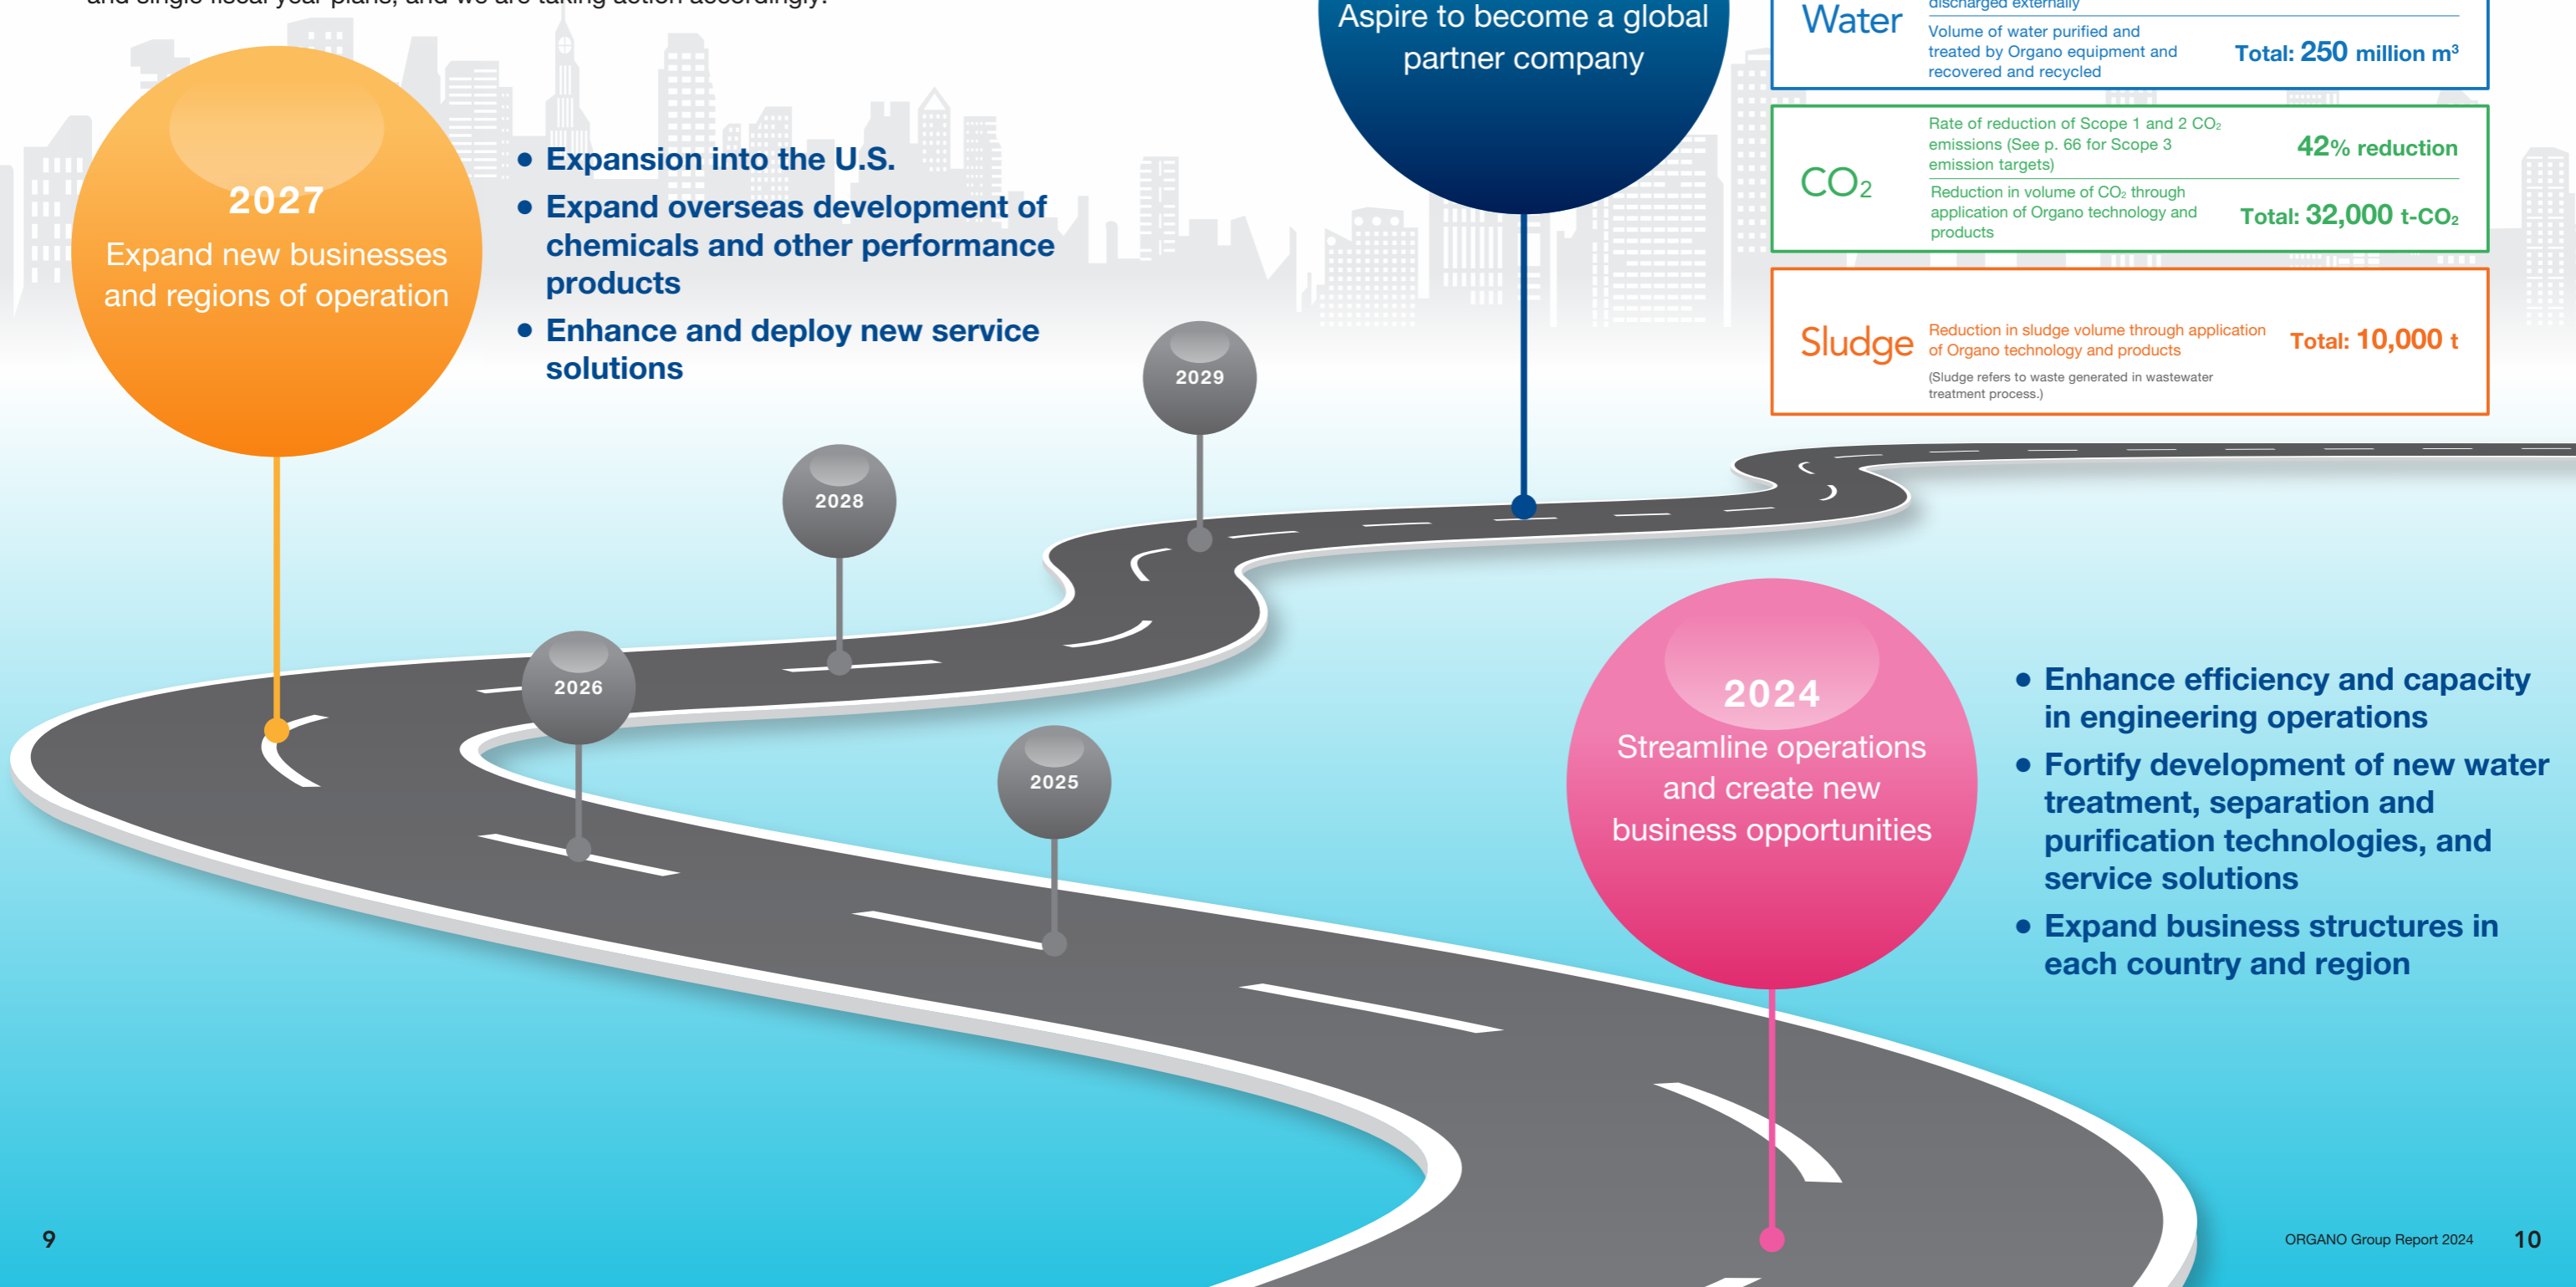 and single fiscal year plans, and we are taking action accordingly.
2027
Expand new businesses
and regions of operation
• Expansion into the U.S.
• Expand overseas development of
chemicals and other performance
products
• Enhance and deploy new service
solutions
Aspire to become a global
partner company
Water
discharged externally
Volume of water purified and
treated by Organo equipment and
recovered and recycled
Total: 250 million m³
CO₂
Rate of reduction of Scope 1 and 2 CO₂
emissions (See p. 66 for Scope 3
emission targets)
42% reduction
Reduction in volume of CO₂ through
application of Organo technology and
products
Total: 32,000 t-CO₂
Sludge
Reduction in sludge volume through application
of Organo technology and products
Total: 10,000 t
(Sludge refers to waste generated in wastewater
treatment process.)
2029
2028
2026
2025
2024
Streamline operations
and create new
business opportunities
• Enhance efficiency and capacity
in engineering operations
• Fortify development of new water
treatment, separation and
purification technologies, and
service solutions
• Expand business structures in
each country and region
9
ORGANO Group Report 2024
10